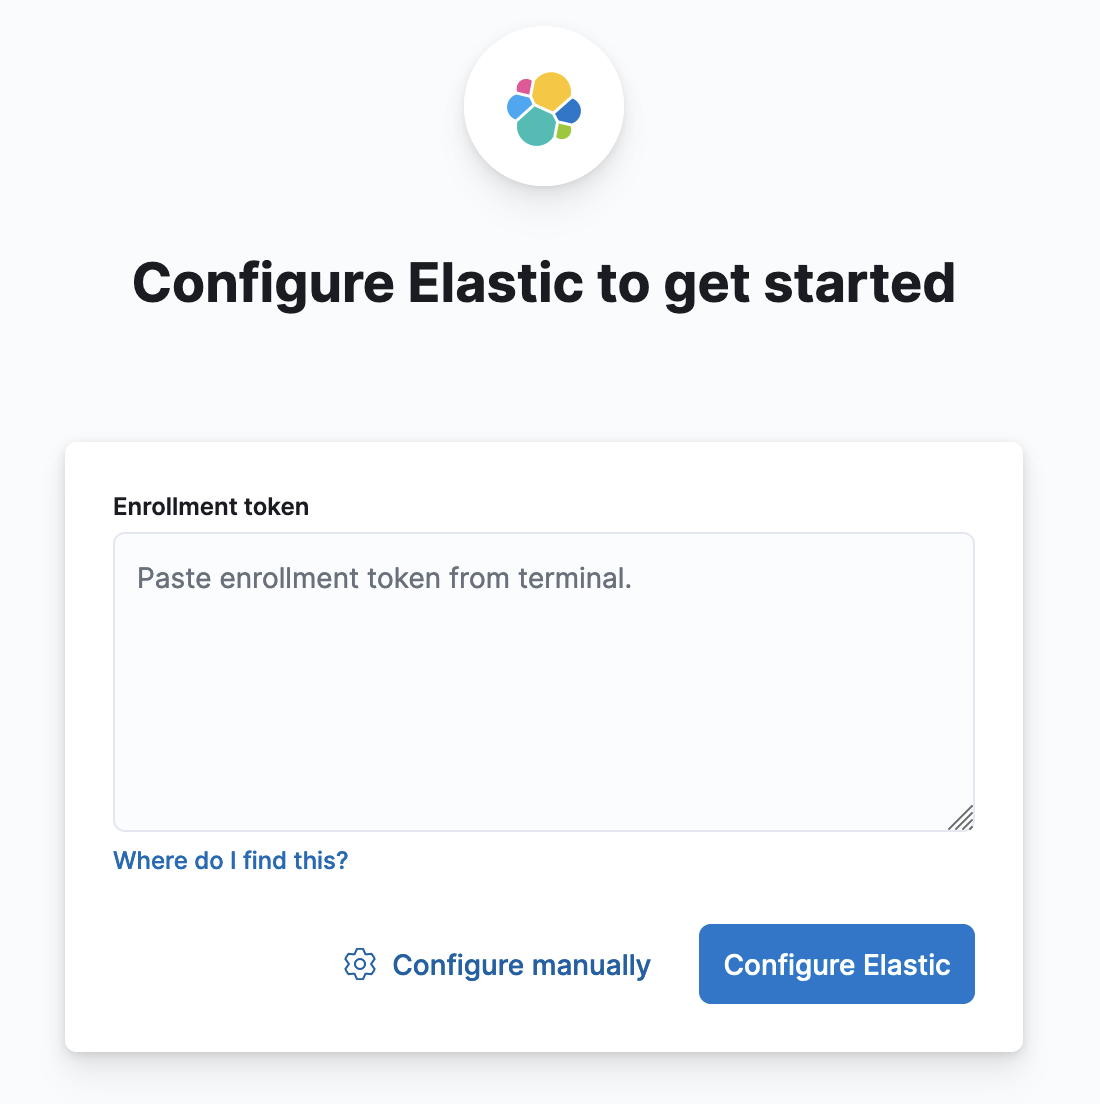 Configure Elastic to get started
Enrollment token
Paste enrollment token from terminal.
Where do I find this?
Configure manually
Configure Elastic